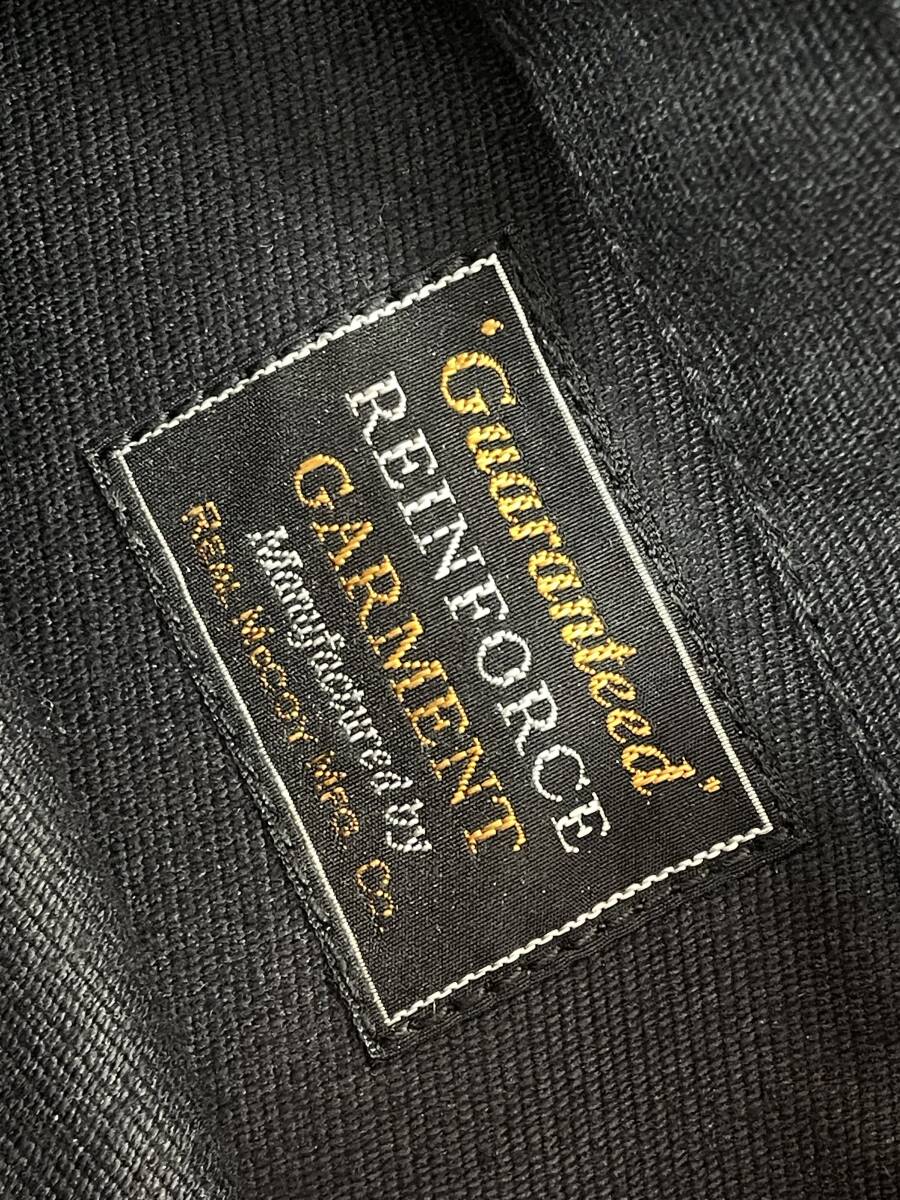 'Guaranteed'
REINFORCE
GARMENT
Manufactured by
REAL McCOY MFG. CO.